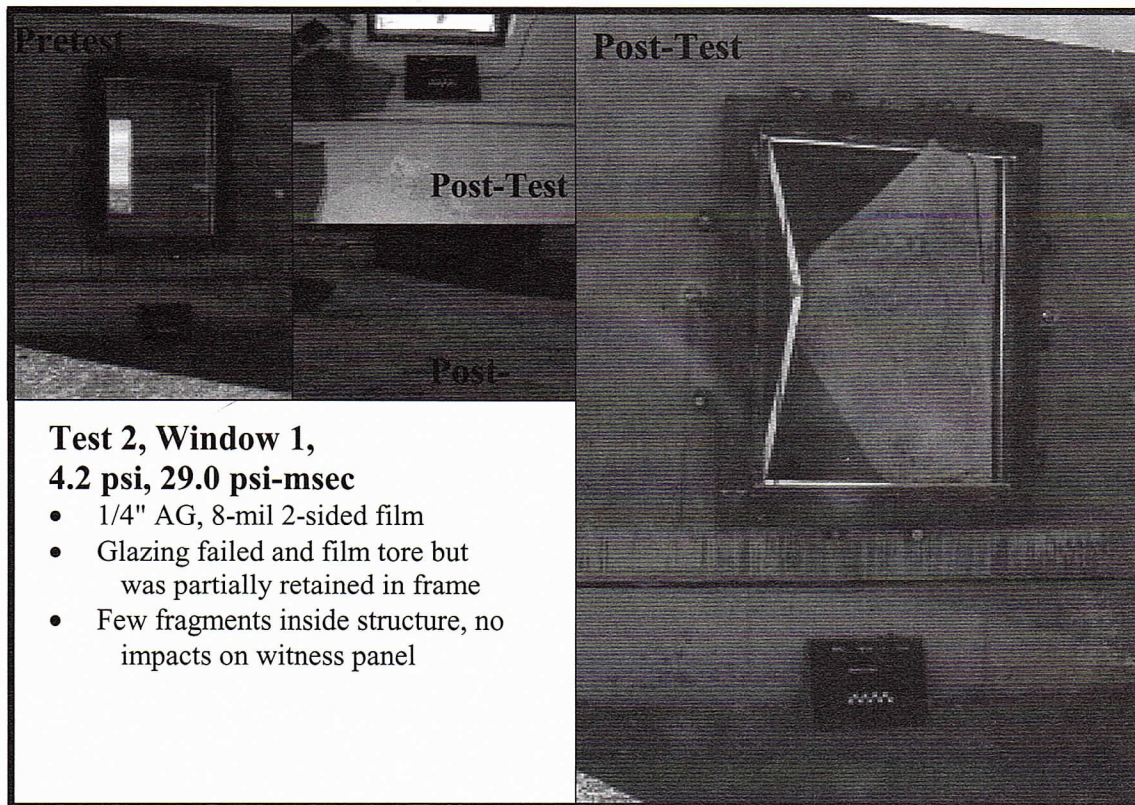 Pretest
Post-Test
Post-
Post-Test
Test 2, Window 1,
4.2 psi, 29.0 psi-msec
• 1/4" AG, 8-mil 2-sided film
• Glazing failed and film tore but
was partially retained in frame
• Few fragments inside structure, no
impacts on witness panel